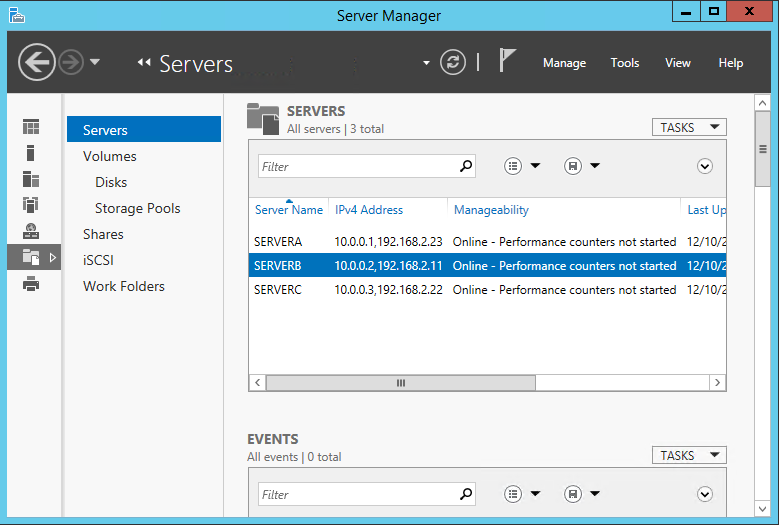 Server Manager
Servers
Manage Tools View Help
Servers
Volumes
Disks
Storage Pools
Shares
iSCSI
Work Folders
SERVERS
All servers | 3 total
TASKS
Filter
Server Name IPv4 Address Manageability Last Up
SERVERA 10.0.0.1,192.168.2.23 Online - Performance counters not started 12/10/2
SERVERB 10.0.0.2,192.168.2.11 Online - Performance counters not started 12/10/2
SERVERC 10.0.0.3,192.168.2.22 Online - Performance counters not started 12/10/2
EVENTS
All events | 0 total
TASKS
Filter